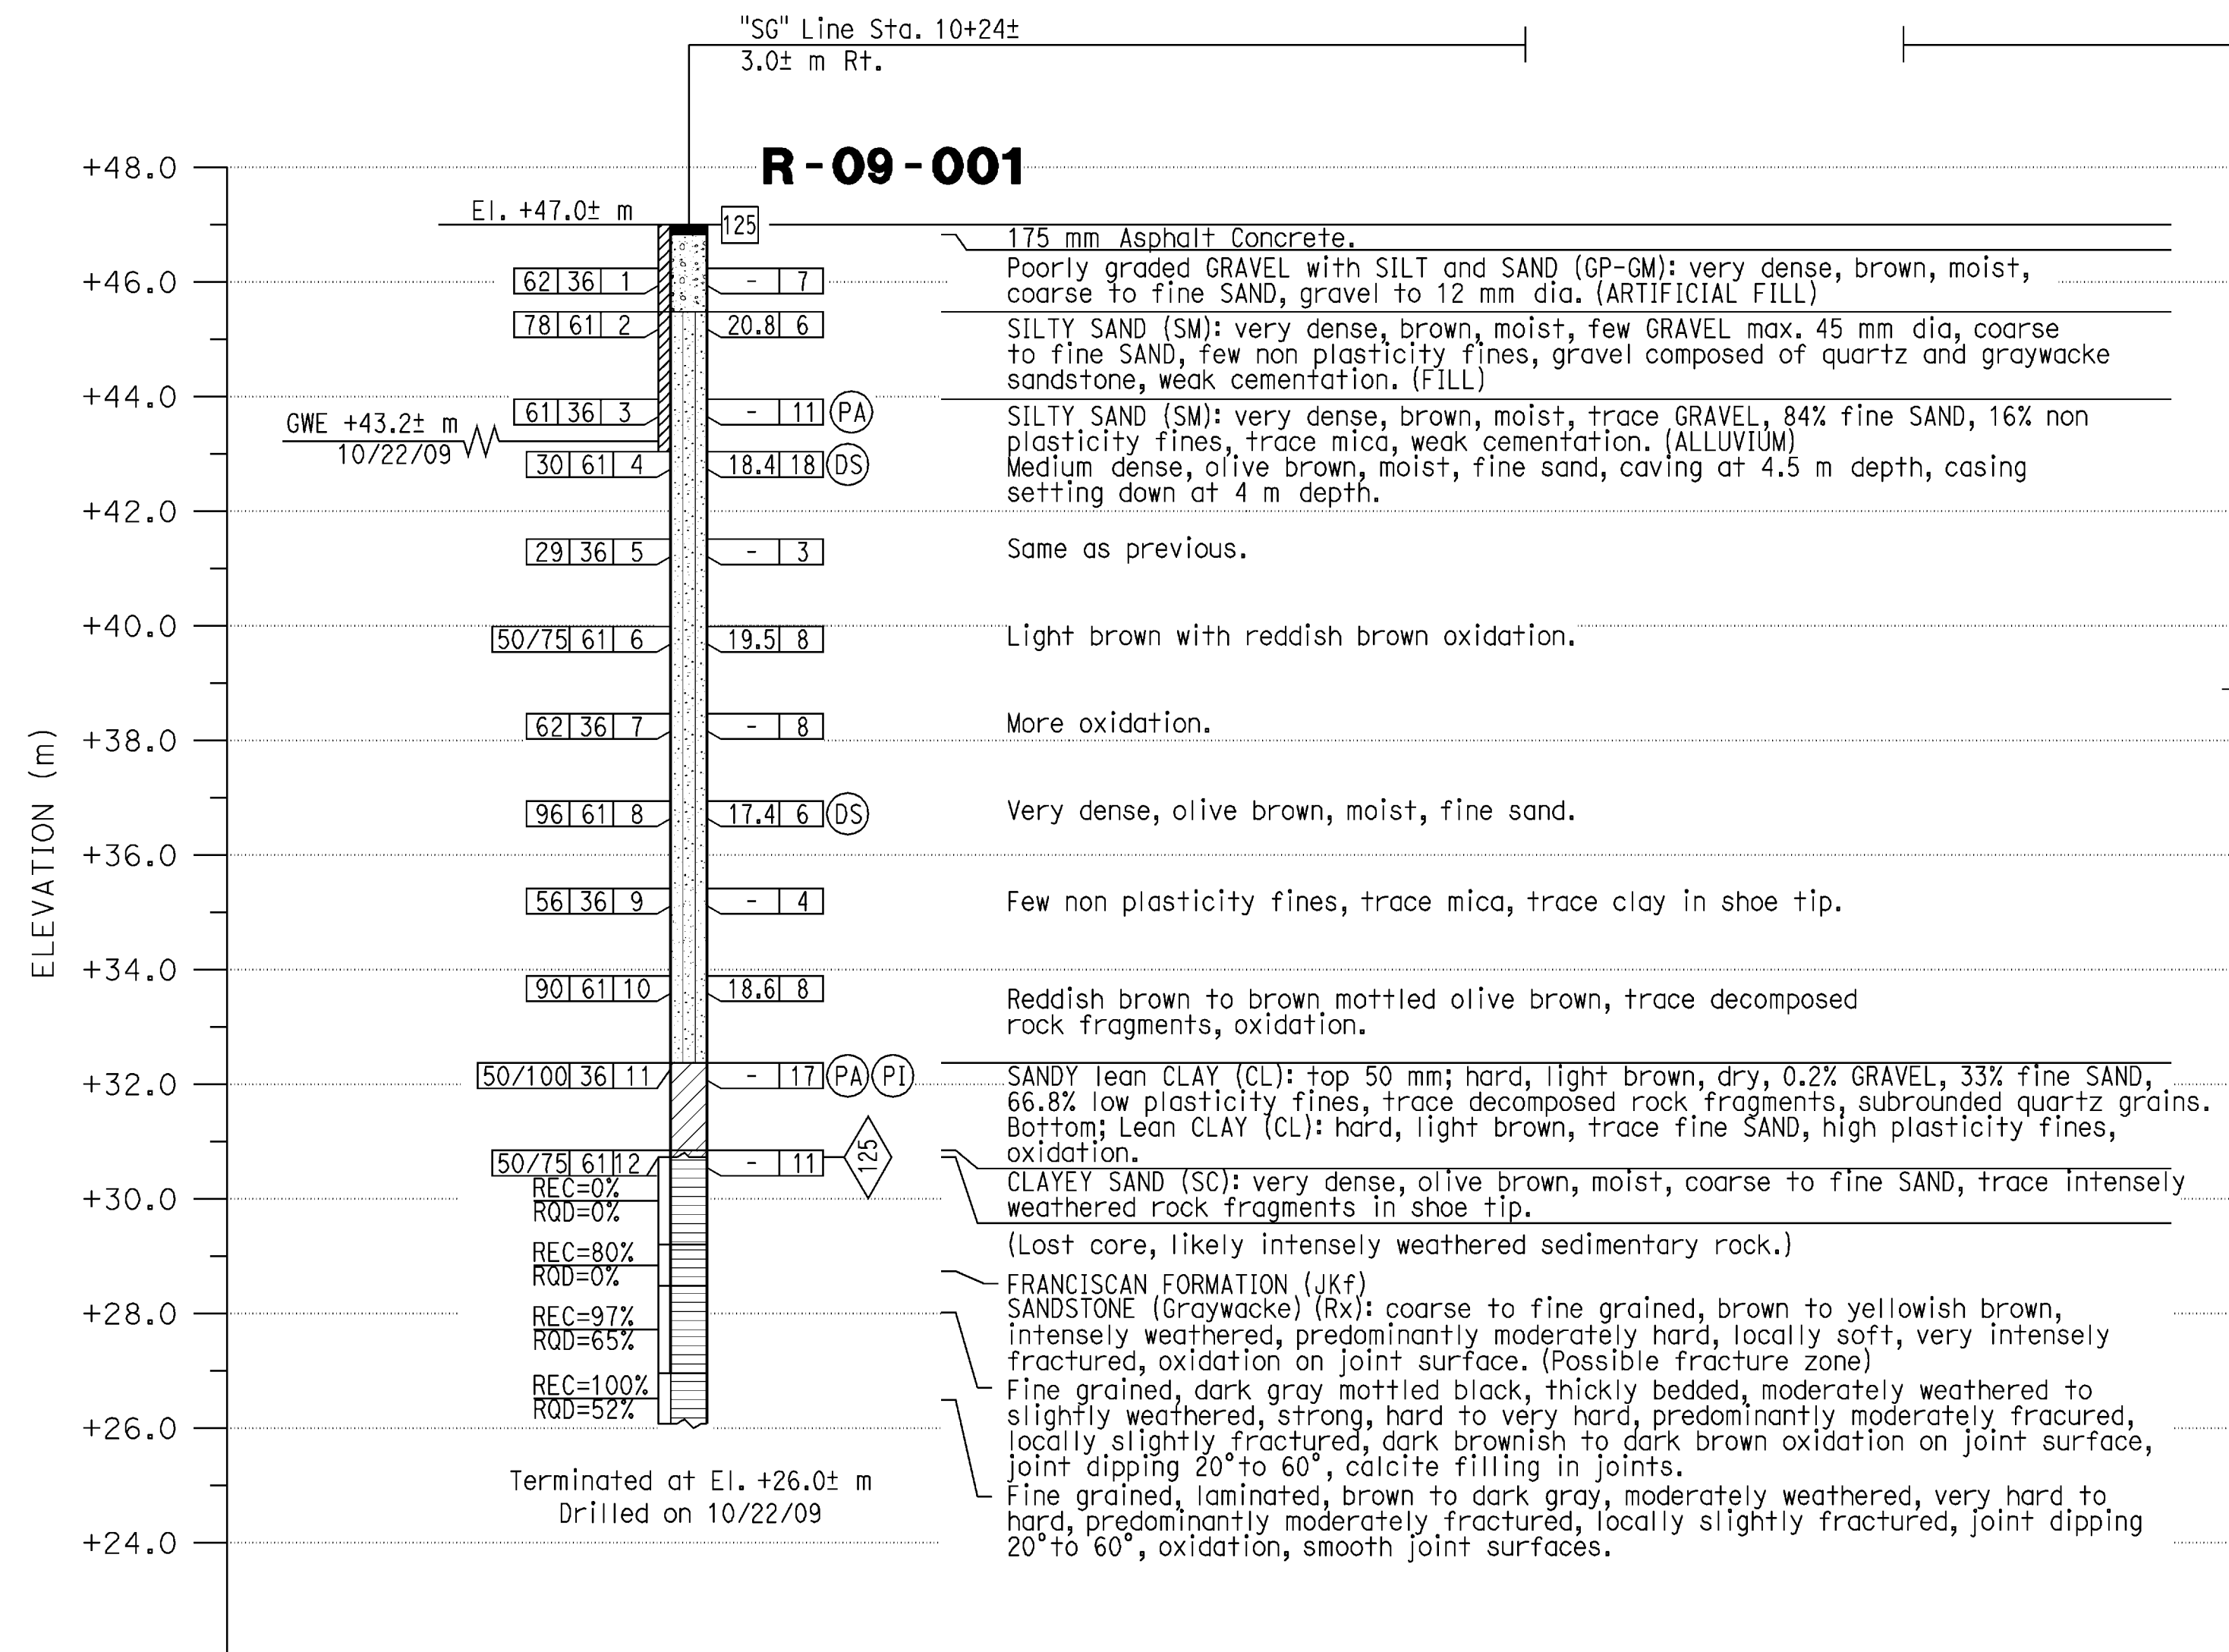 "SG" Line Sta. 10+24±
3.0± m Rt.
R-09-001
+48.0
El. +47.0± m
125
175 mm Asphalt Concrete.
+46.0
62 36 1
- 7
Poorly graded GRAVEL with SILT and SAND (GP-GM): very dense, brown, moist,
coarse to fine SAND, gravel to 12 mm dia. (ARTIFICIAL FILL)
78 61 2
20.8 6
SILTY SAND (SM): very dense, brown, moist, few GRAVEL max. 45 mm dia, coarse
to fine SAND, few non plasticity fines, gravel composed of quartz and graywacke
sandstone, weak cementation. (FILL)
+44.0
61 36 3
- 11 PA
SILTY SAND (SM): very dense, brown, moist, trace GRAVEL, 84% fine SAND, 16% non
plasticity fines, trace mica, weak cementation. (ALLUVIUM)
GWE +43.2± m
10/22/09
30 61 4
18.4 18 DS
Medium dense, olive brown, moist, fine sand, caving at 4.5 m depth, casing
setting down at 4 m depth.
+42.0
29 36 5
- 3
Same as previous.
+40.0
50/75 61 6
19.5 8
Light brown with reddish brown oxidation.
62 36 7
- 8
More oxidation.
+38.0
ELEVATION (m)
96 61 8
17.4 6 DS
Very dense, olive brown, moist, fine sand.
+36.0
56 36 9
- 4
Few non plasticity fines, trace mica, trace clay in shoe tip.
+34.0
90 61 10
18.6 8
Reddish brown to brown mottled olive brown, trace decomposed
rock fragments, oxidation.
+32.0
50/100 36 11
- 17 PA PI
SANDY lean CLAY (CL): top 50 mm; hard, light brown, dry, 0.2% GRAVEL, 33% fine SAND,
66.8% low plasticity fines, trace decomposed rock fragments, subrounded quartz grains.
Bottom; Lean CLAY (CL): hard, light brown, trace fine SAND, high plasticity fines,
oxidation.
50/75 61 12
- 11
125
CLAYEY SAND (SC): very dense, olive brown, moist, coarse to fine SAND, trace intensely
weathered rock fragments in shoe tip.
+30.0
REC=0%
RQD=0%
(Lost core, likely intensely weathered sedimentary rock.)
REC=80%
RQD=0%
FRANCISCAN FORMATION (JKf)
SANDSTONE (Graywacke) (Rx): coarse to fine grained, brown to yellowish brown,
intensely weathered, predominantly moderately hard, locally soft, very intensely
fractured, oxidation on joint surface. (Possible fracture zone)
+28.0
REC=97%
RQD=65%
Fine grained, dark gray mottled black, thickly bedded, moderately weathered to
slightly weathered, strong, hard to very hard, predominantly moderately fracured,
locally slightly fractured, dark brownish to dark brown oxidation on joint surface,
joint dipping 20°to 60°, calcite filling in joints.
REC=100%
RQD=52%
+26.0
Fine grained, laminated, brown to dark gray, moderately weathered, very hard to
hard, predominantly moderately fractured, locally slightly fractured, joint dipping
20°to 60°, oxidation, smooth joint surfaces.
Terminated at El. +26.0± m
Drilled on 10/22/09
+24.0